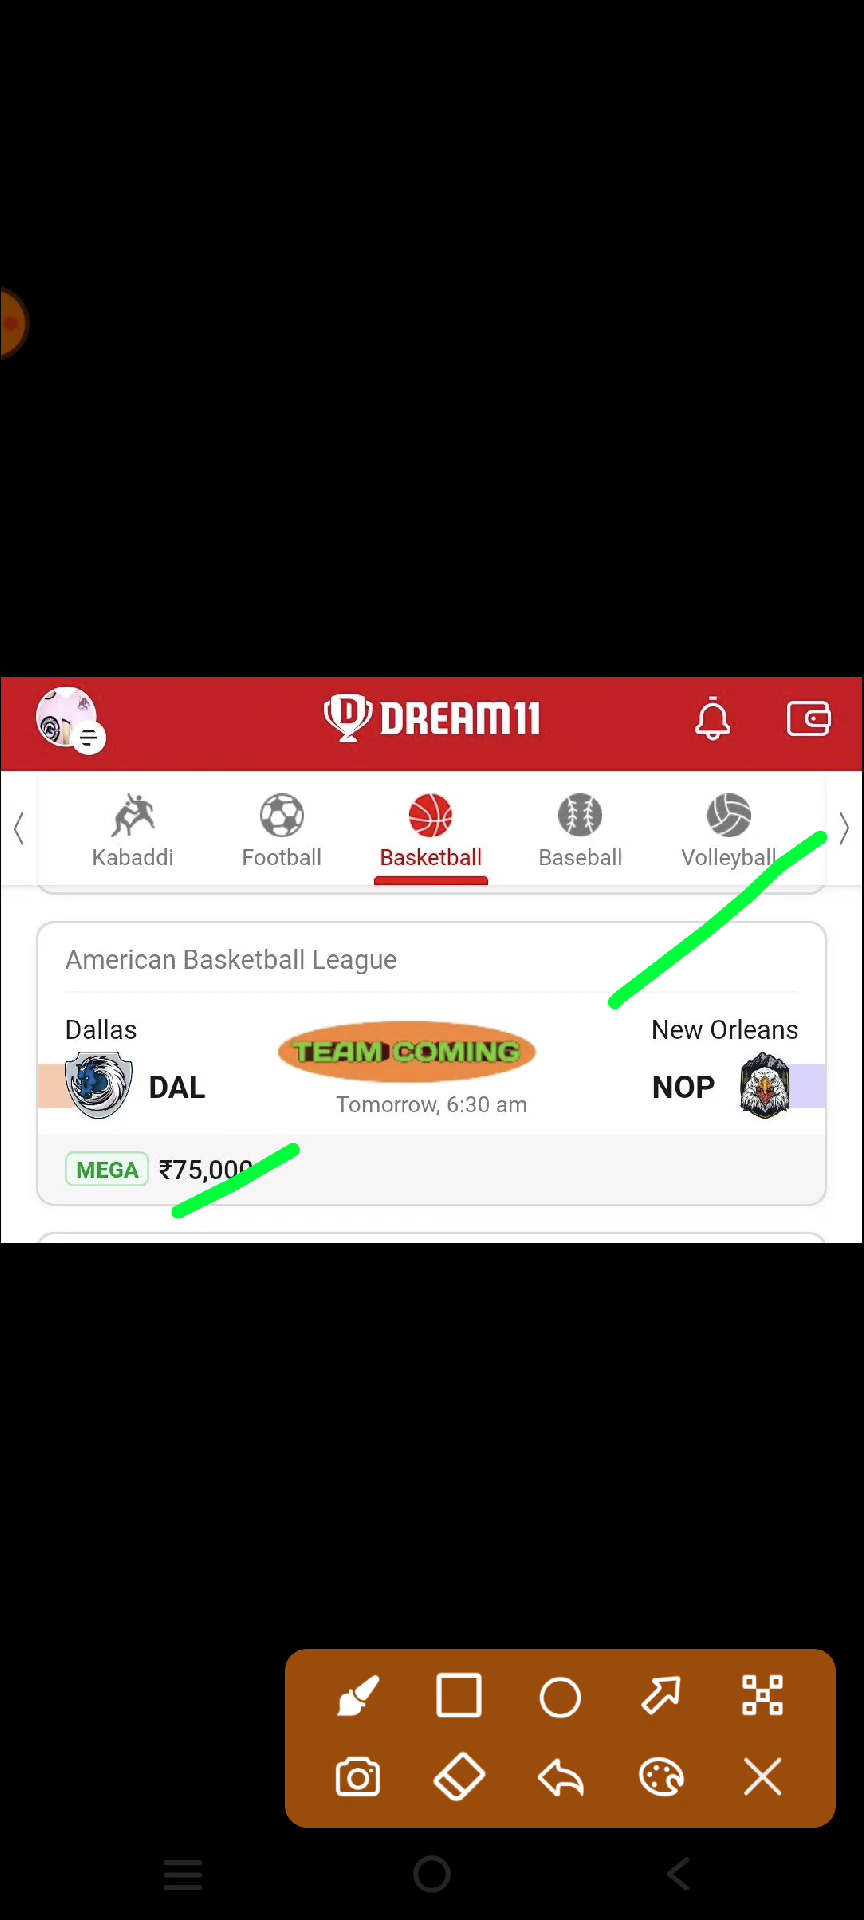 DREAM11
Kabaddi
Football
Basketball
Baseball
Volleyball
American Basketball League
Dallas
New Orleans
TEAM COMING
DAL
NOP
Tomorrow, 6:30 am
MEGA ₹75,000